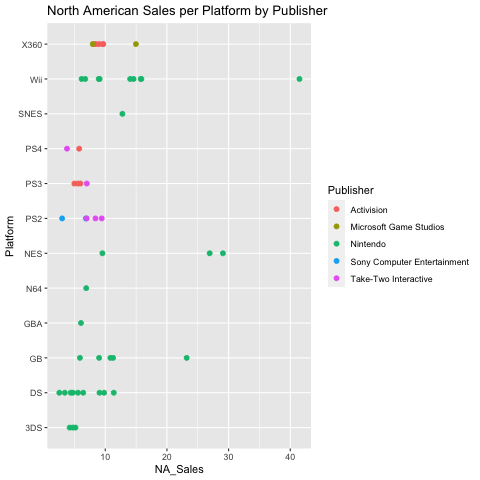 North American Sales per Platform by Publisher
X360
Wii
SNES
PS4
PS3
PS2
NES
N64
GBA
GB
DS
3DS
Platform
10
20
30
40
NA_Sales
Publisher
Activision
Microsoft Game Studios
Nintendo
Sony Computer Entertainment
Take-Two Interactive